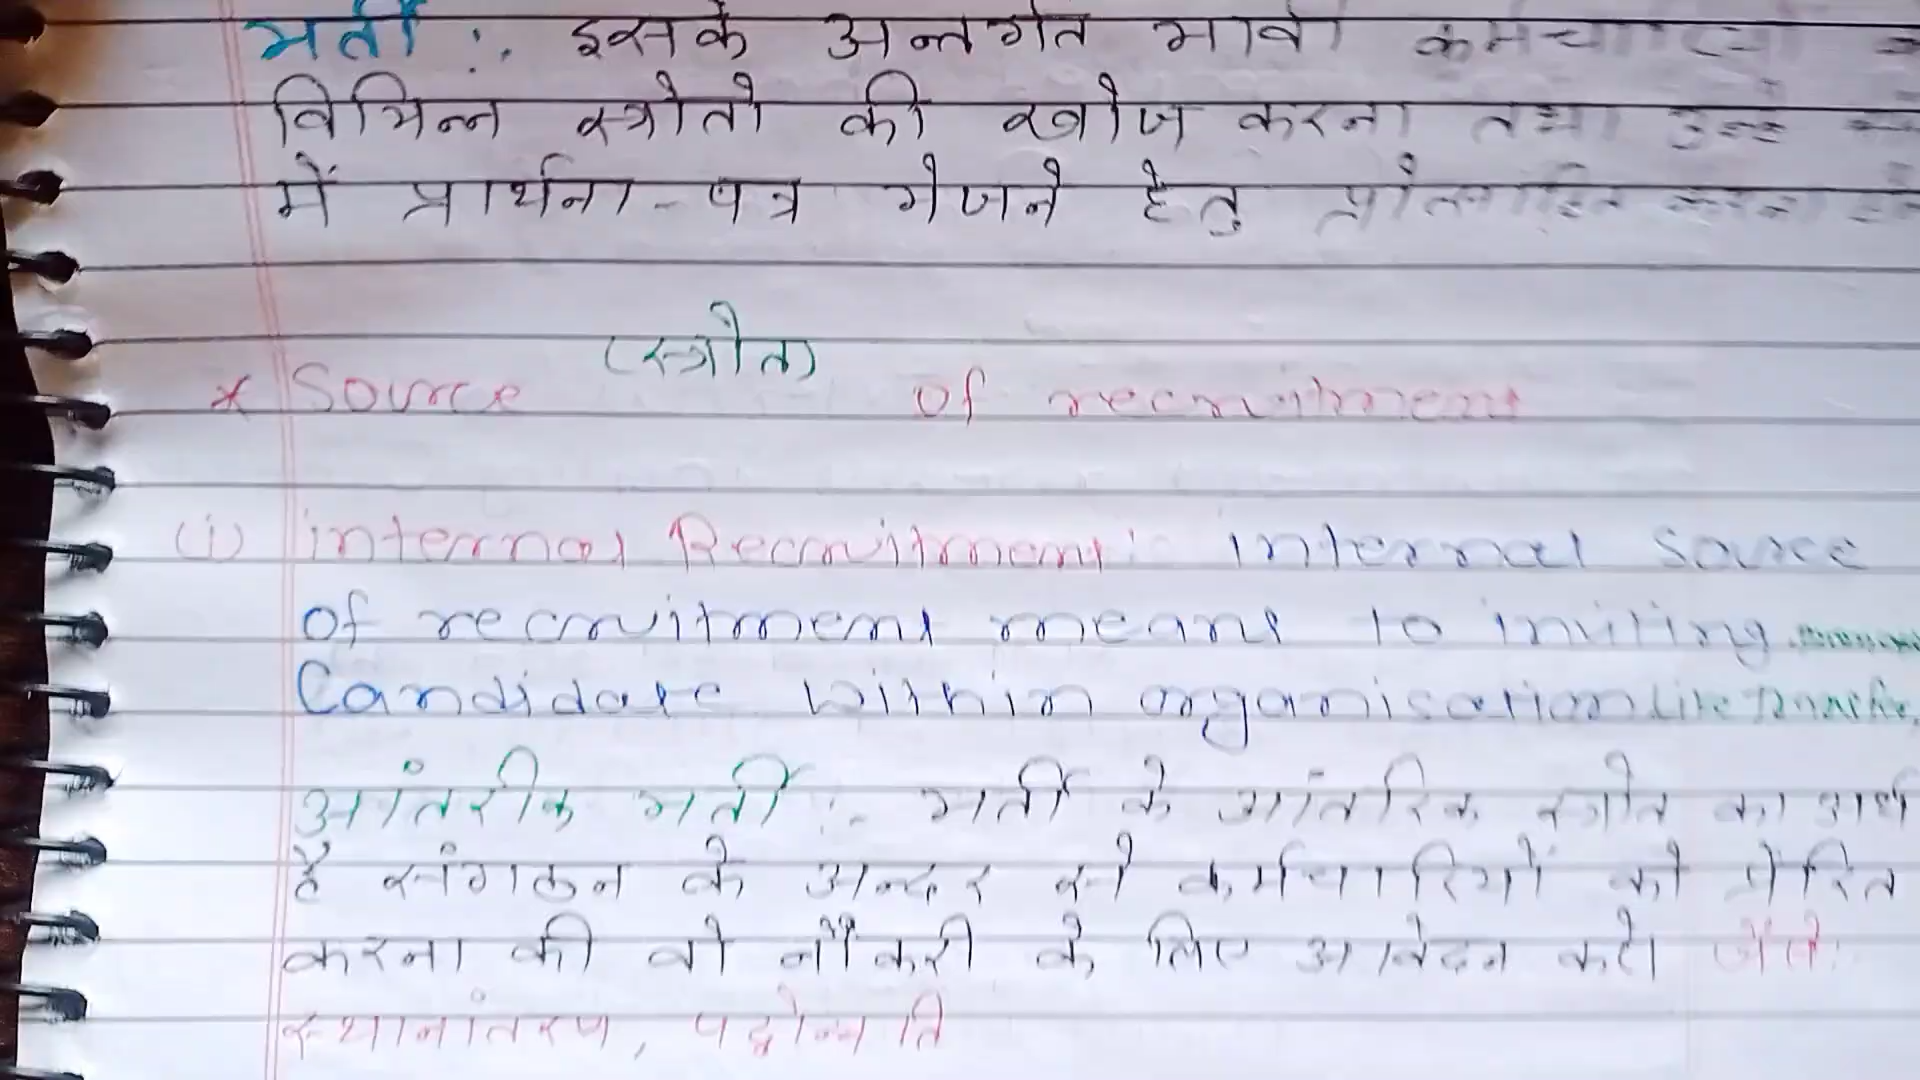 भर्ती :. इसके अन्तर्गत भावी
विभिन्न स्त्रोतो की खोज करना तथा उन्हे
में प्रार्थना-पत्र भेजने हेतु प्रोत्साहित करना
(स्त्रोत)
* Source of recruitment
(i) internal Recruitment: internal source
of recruitment means to inviting
Candidate within organisation Like Transfer,
आंतरीक भर्ती :. भर्ती के आंतरिक स्त्रोत का अर्थ
है संगठन के अन्दर से कर्मचारियों को प्रेरित
करना की वो नौकरी के लिए आवेदन करे। जैसे:
स्थानांतरण, पद्दोन्नति